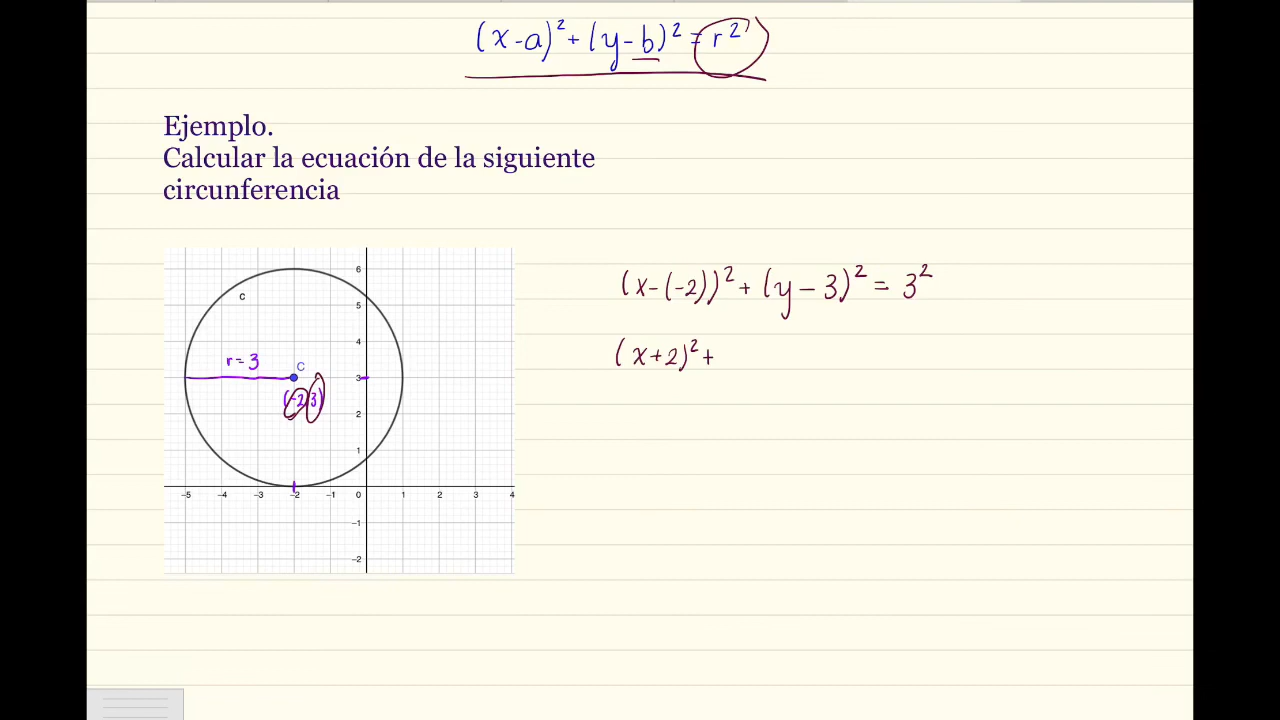 (x-a)² + (y-b)² = r²
Ejemplo.
Calcular la ecuación de la siguiente
circunferencia
(x-(-2))² + (y-3)² = 3²
(x+2)² +
6
c
5
4
r=3
C
3
(-2,3)
2
1
-5 -4 -3 -2 -1 0 1 2 3 4
-1
-2